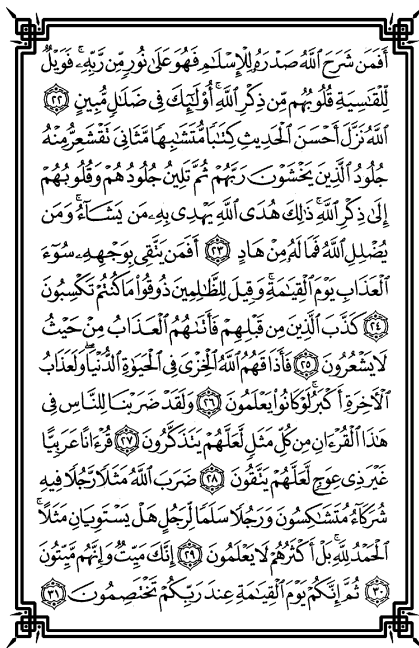 أَفَمَن شَرَحَ ٱللَّهُ صَدْرَهُۥ لِلْإِسْلَٰمِ فَهُوَ عَلَىٰ نُورٍ مِّن رَّبِّهِۦ ۚ فَوَيْلٌ
لِّلْقَٰسِيَةِ قُلُوبُهُم مِّن ذِكْرِ ٱللَّهِ ۚ أُو۟لَٰٓئِكَ فِى ضَلَٰلٍ مُّبِينٍ ﴿٢٢﴾
ٱللَّهُ نَزَّلَ أَحْسَنَ ٱلْحَدِيثِ كِتَٰبًا مُّتَشَٰبِهًا مَّثَانِىَ تَقْشَعِرُّ مِنْهُ
جُلُودُ ٱلَّذِينَ يَخْشَوْنَ رَبَّهُمْ ثُمَّ تَلِينُ جُلُودُهُمْ وَقُلُوبُهُمْ
إِلَىٰ ذِكْرِ ٱللَّهِ ۚ ذَٰلِكَ هُدَى ٱللَّهِ يَهْدِى بِهِۦ مَن يَشَآءُ ۚ وَمَن
يُضْلِلِ ٱللَّهُ فَمَا لَهُۥ مِنْ هَادٍ ﴿٢٣﴾ أَفَمَن يَتَّقِى بِوَجْهِهِۦ سُوٓءَ
ٱلْعَذَابِ يَوْمَ ٱلْقِيَٰمَةِ ۚ وَقِيلَ لِلظَّٰلِمِينَ ذُوقُوا۟ مَا كُنتُمْ تَكْسِبُونَ
﴿٢٤﴾ كَذَّبَ ٱلَّذِينَ مِن قَبْلِهِمْ فَأَتَىٰهُمُ ٱلْعَذَابُ مِنْ حَيْثُ
لَا يَشْعُرُونَ ﴿٢٥﴾ فَأَذَاقَهُمُ ٱللَّهُ ٱلْخِزْىَ فِى ٱلْحَيَوٰةِ ٱلدُّنْيَا ۖ وَلَعَذَابُ
ٱلْءَاخِرَةِ أَكْبَرُ ۚ لَوْ كَانُوا۟ يَعْلَمُونَ ﴿٢٦﴾ وَلَقَدْ ضَرَبْنَا لِلنَّاسِ فِى
هَٰذَا ٱلْقُرْءَانِ مِن كُلِّ مَثَلٍ لَّعَلَّهُمْ يَتَذَكَّرُونَ ﴿٢٧﴾ قُرْءَانًا عَرَبِيًّا
غَيْرَ ذِى عِوَجٍ لَّعَلَّهُمْ يَتَّقُونَ ﴿٢٨﴾ ضَرَبَ ٱللَّهُ مَثَلًا رَّجُلًا فِيهِ
شُرَكَآءُ مُتَشَٰكِسُونَ وَرَجُلًا سَلَمًا لِّرَجُلٍ هَلْ يَسْتَوِيَانِ مَثَلًا ۚ
ٱلْحَمْدُ لِلَّهِ ۚ بَلْ أَكْثَرُهُمْ لَا يَعْلَمُونَ ﴿٢٩﴾ إِنَّكَ مَيِّتٌ وَإِنَّهُم مَّيِّتُونَ
﴿٣٠﴾ ثُمَّ إِنَّكُمْ يَوْمَ ٱلْقِيَٰمَةِ عِندَ رَبِّكُمْ تَخْتَصِمُونَ ﴿٣١﴾